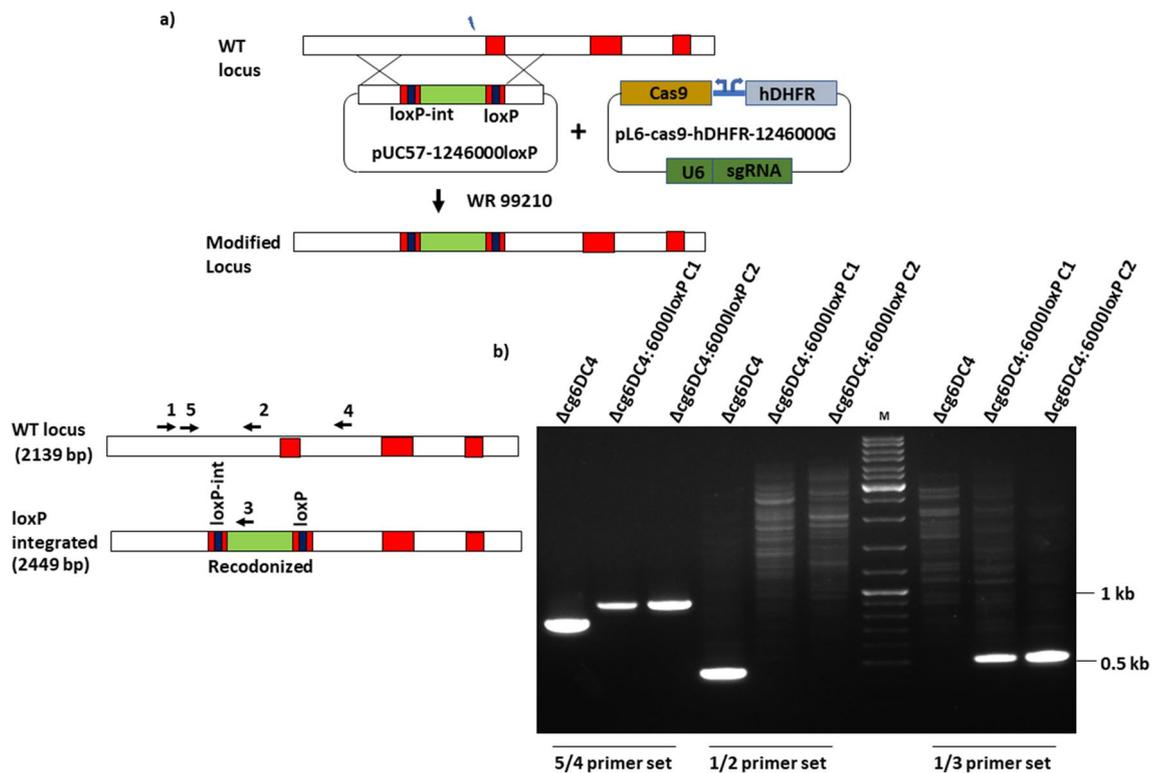 a)
WT
locus
Cas9
hDHFR
loxP-int
loxP
pUC57-1246000loxP
+
pL6-cas9-hDHFR-1246000G
U6
sgRNA
WR 99210
Modified
Locus
b)
Δcg6DC4
Δcg6DC4:6000loxP C1
Δcg6DC4:6000loxP C2
Δcg6DC4
Δcg6DC4:6000loxP C1
Δcg6DC4:6000loxP C2
M
Δcg6DC4
Δcg6DC4:6000loxP C1
Δcg6DC4:6000loxP C2
1 5 2 4
WT locus
(2139 bp)
loxP-int
loxP
3
loxP
integrated
(2449 bp)
Recodonized
1 kb
0.5 kb
5/4 primer set
1/2 primer set
1/3 primer set